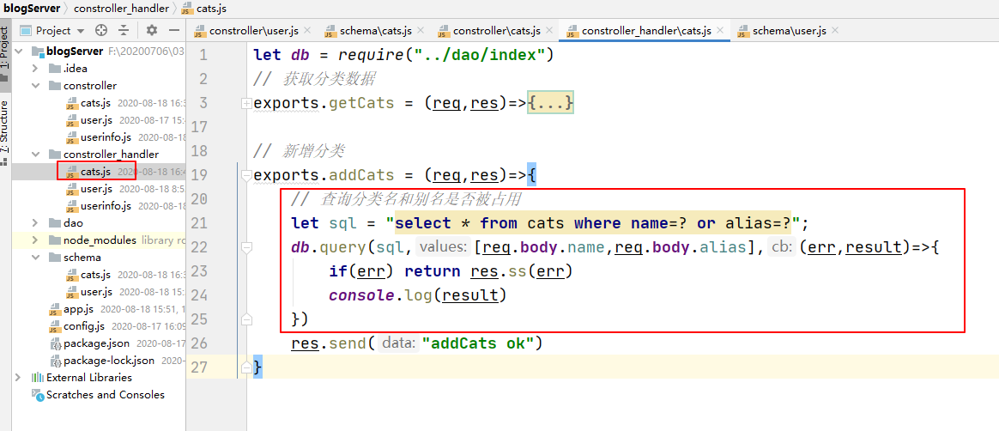 blogServer constroller_handler cats.js
Project
constroller\user.js schema\cats.js constroller\cats.js constroller_handler\cats.js schema\user.js
1: Project
7: Structure
blogServer F:\20200706\03
.idea
constroller
cats.js 2020-08-18 16:3
user.js 2020-08-17 15:
userinfo.js 2020-08-18
constroller_handler
cats.js 2020-08-18 16:4
user.js 2020-08-18 8:5
userinfo.js 2020-08-18
dao
node_modules library ro
schema
cats.js 2020-08-18 16:3
user.js 2020-08-18 15:
app.js 2020-08-18 15:51, 1
config.js 2020-08-17 16:09
package.json 2020-08-
package-lock.json 2020-
External Libraries
Scratches and Consoles
1 let db = require("../dao/index")
2 // 获取分类数据
3 exports.getCats = (req,res)=>{...}
17
18 // 新增分类
19 exports.addCats = (req,res)=>{
20 // 查询分类名和别名是否被占用
21 let sql = "select * from cats where name=? or alias=?";
22 db.query(sql, values: [req.body.name,req.body.alias], cb: (err,result)=>{
23 if(err) return res.ss(err)
24 console.log(result)
25 })
26 res.send( data: "addCats ok")
27 }